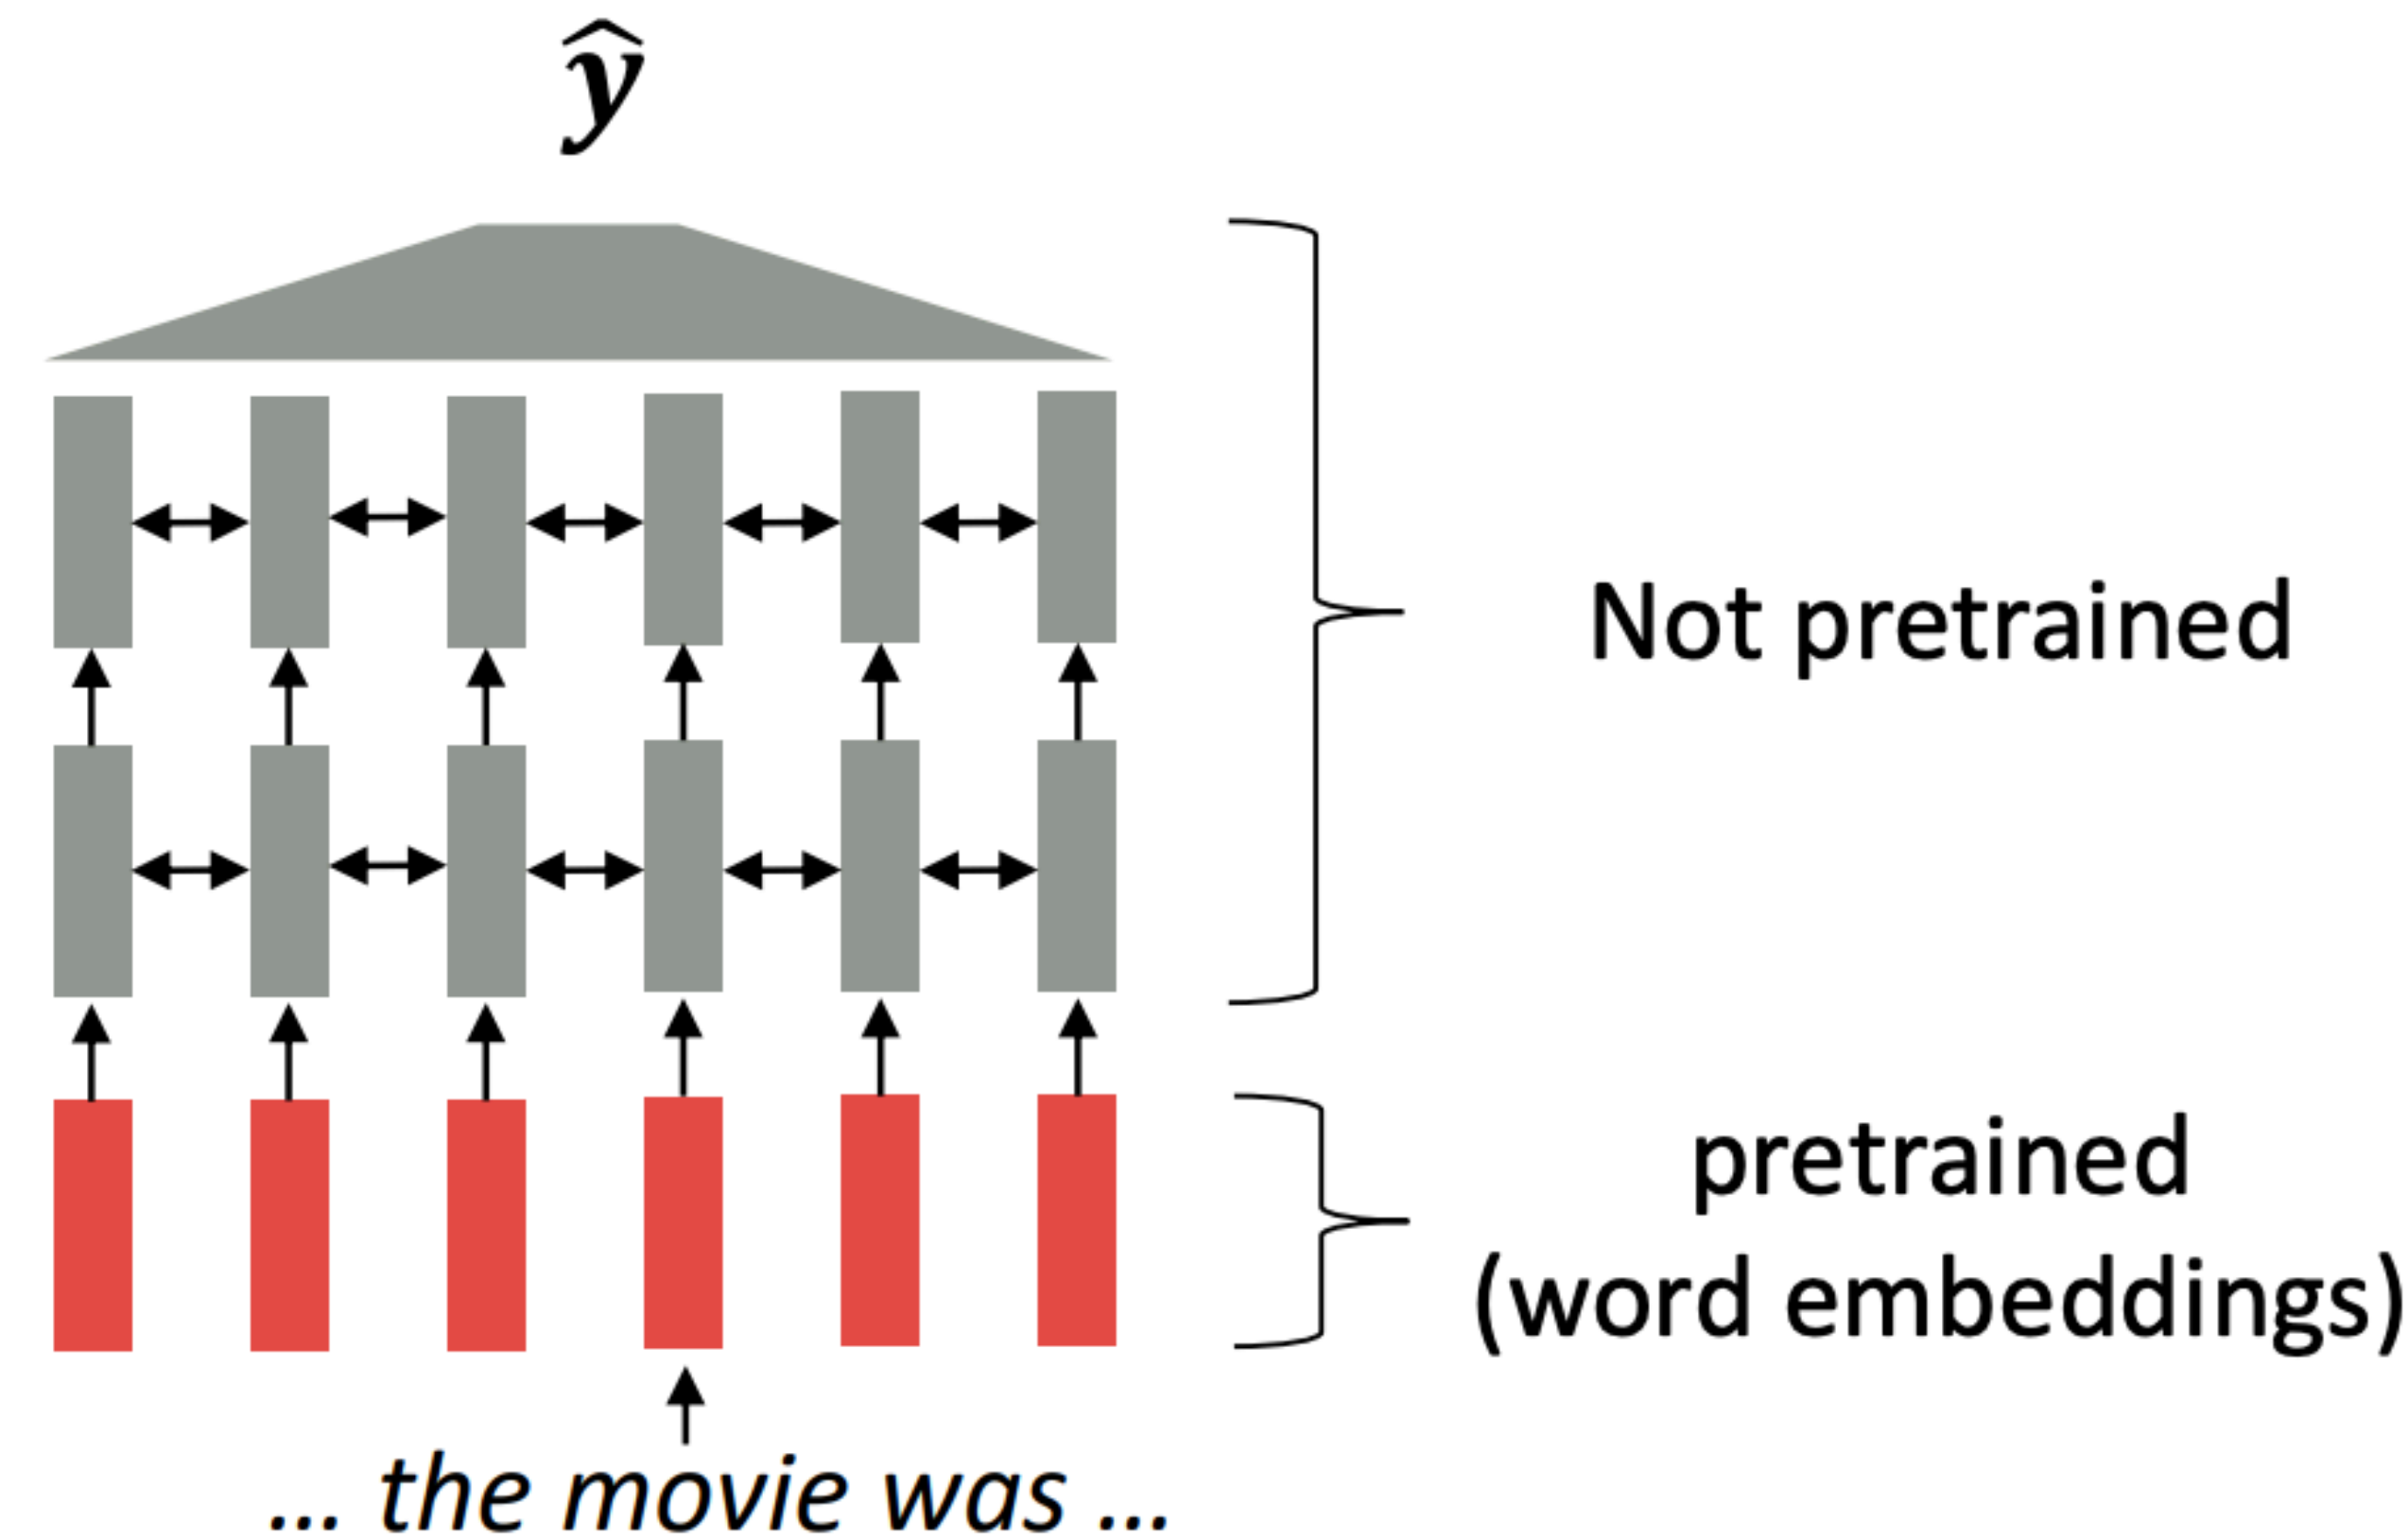 ŷ
Not pretrained
pretrained
(word embeddings)
... the movie was ...